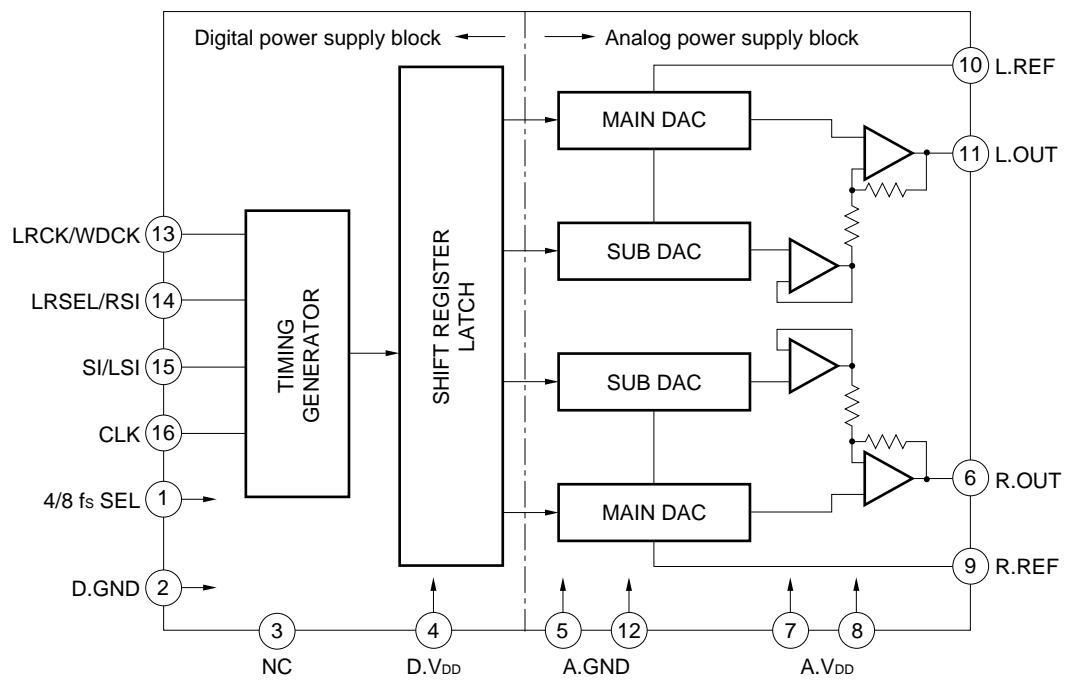 Digital power supply block
Analog power supply block
10 L.REF
MAIN DAC
11 L.OUT
LRCK/WDCK 13
SUB DAC
LRSEL/RSI 14
TIMING
GENERATOR
SHIFT REGISTER
LATCH
SI/LSI 15
SUB DAC
CLK 16
6 R.OUT
4/8 fs SEL 1
MAIN DAC
9 R.REF
D.GND 2
3
4
5
12
7
8
NC
D.VDD
A.GND
A.VDD